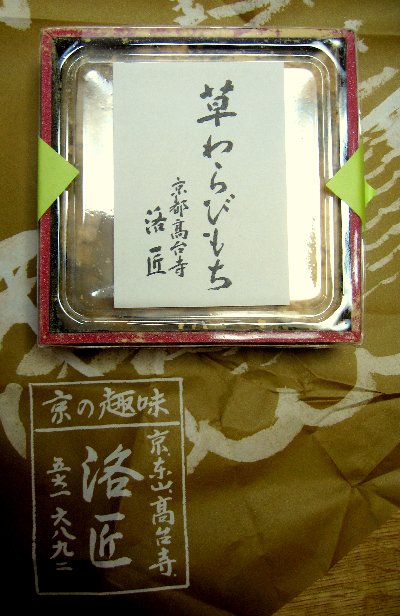 草わらびもち
京都高台寺
洛匠
京の趣味
京東山高台寺
洛匠
五六一 六八九二